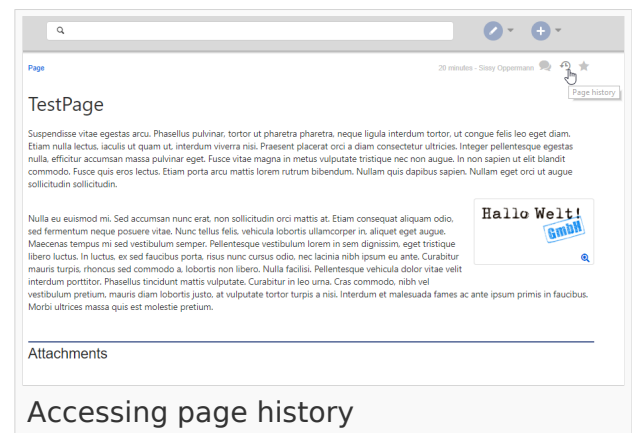 Page
20 minutes - Sissy Oppermann
Page history
TestPage
Suspendisse vitae egestas arcu. Phasellus pulvinar, tortor ut pharetra pharetra, neque ligula interdum tortor, ut congue felis leo eget diam.
Etiam nulla lectus, iaculis ut quam ut, interdum viverra nisi. Praesent placerat orci a diam consectetur ultricies. Integer pellentesque egestas
nulla, efficitur accumsan massa pulvinar eget. Fusce vitae magna in metus vulputate tristique nec non augue. In non sapien ut elit blandit
commodo. Fusce quis eros lectus. Etiam porta arcu mattis lorem rutrum bibendum. Nullam quis dapibus sapien. Nullam eget orci ut augue
sollicitudin sollicitudin.
Nulla eu euismod mi. Sed accumsan nunc erat, non sollicitudin orci mattis at. Etiam consequat aliquam odio,
sed fermentum neque posuere vitae. Nunc tellus felis, vehicula lobortis ullamcorper in, aliquet eget augue.
Maecenas tempus mi sed vestibulum semper. Pellentesque vestibulum lorem in sem dignissim, eget tristique
libero luctus. In luctus, ex sed faucibus porta, risus nunc cursus odio, nec lacinia nibh ipsum eu ante. Curabitur
mauris turpis, rhoncus sed commodo a, lobortis non libero. Nulla facilisi. Pellentesque vehicula dolor vitae velit
interdum porttitor. Phasellus tincidunt mattis vulputate. Curabitur in leo urna. Cras commodo, nibh vel
vestibulum pretium, mauris diam lobortis justo, at vulputate tortor turpis a nisi. Interdum et malesuada fames ac ante ipsum primis in faucibus.
Morbi ultrices massa quis est molestie pretium.
Hallo Welt!
GmbH
Attachments
Accessing page history